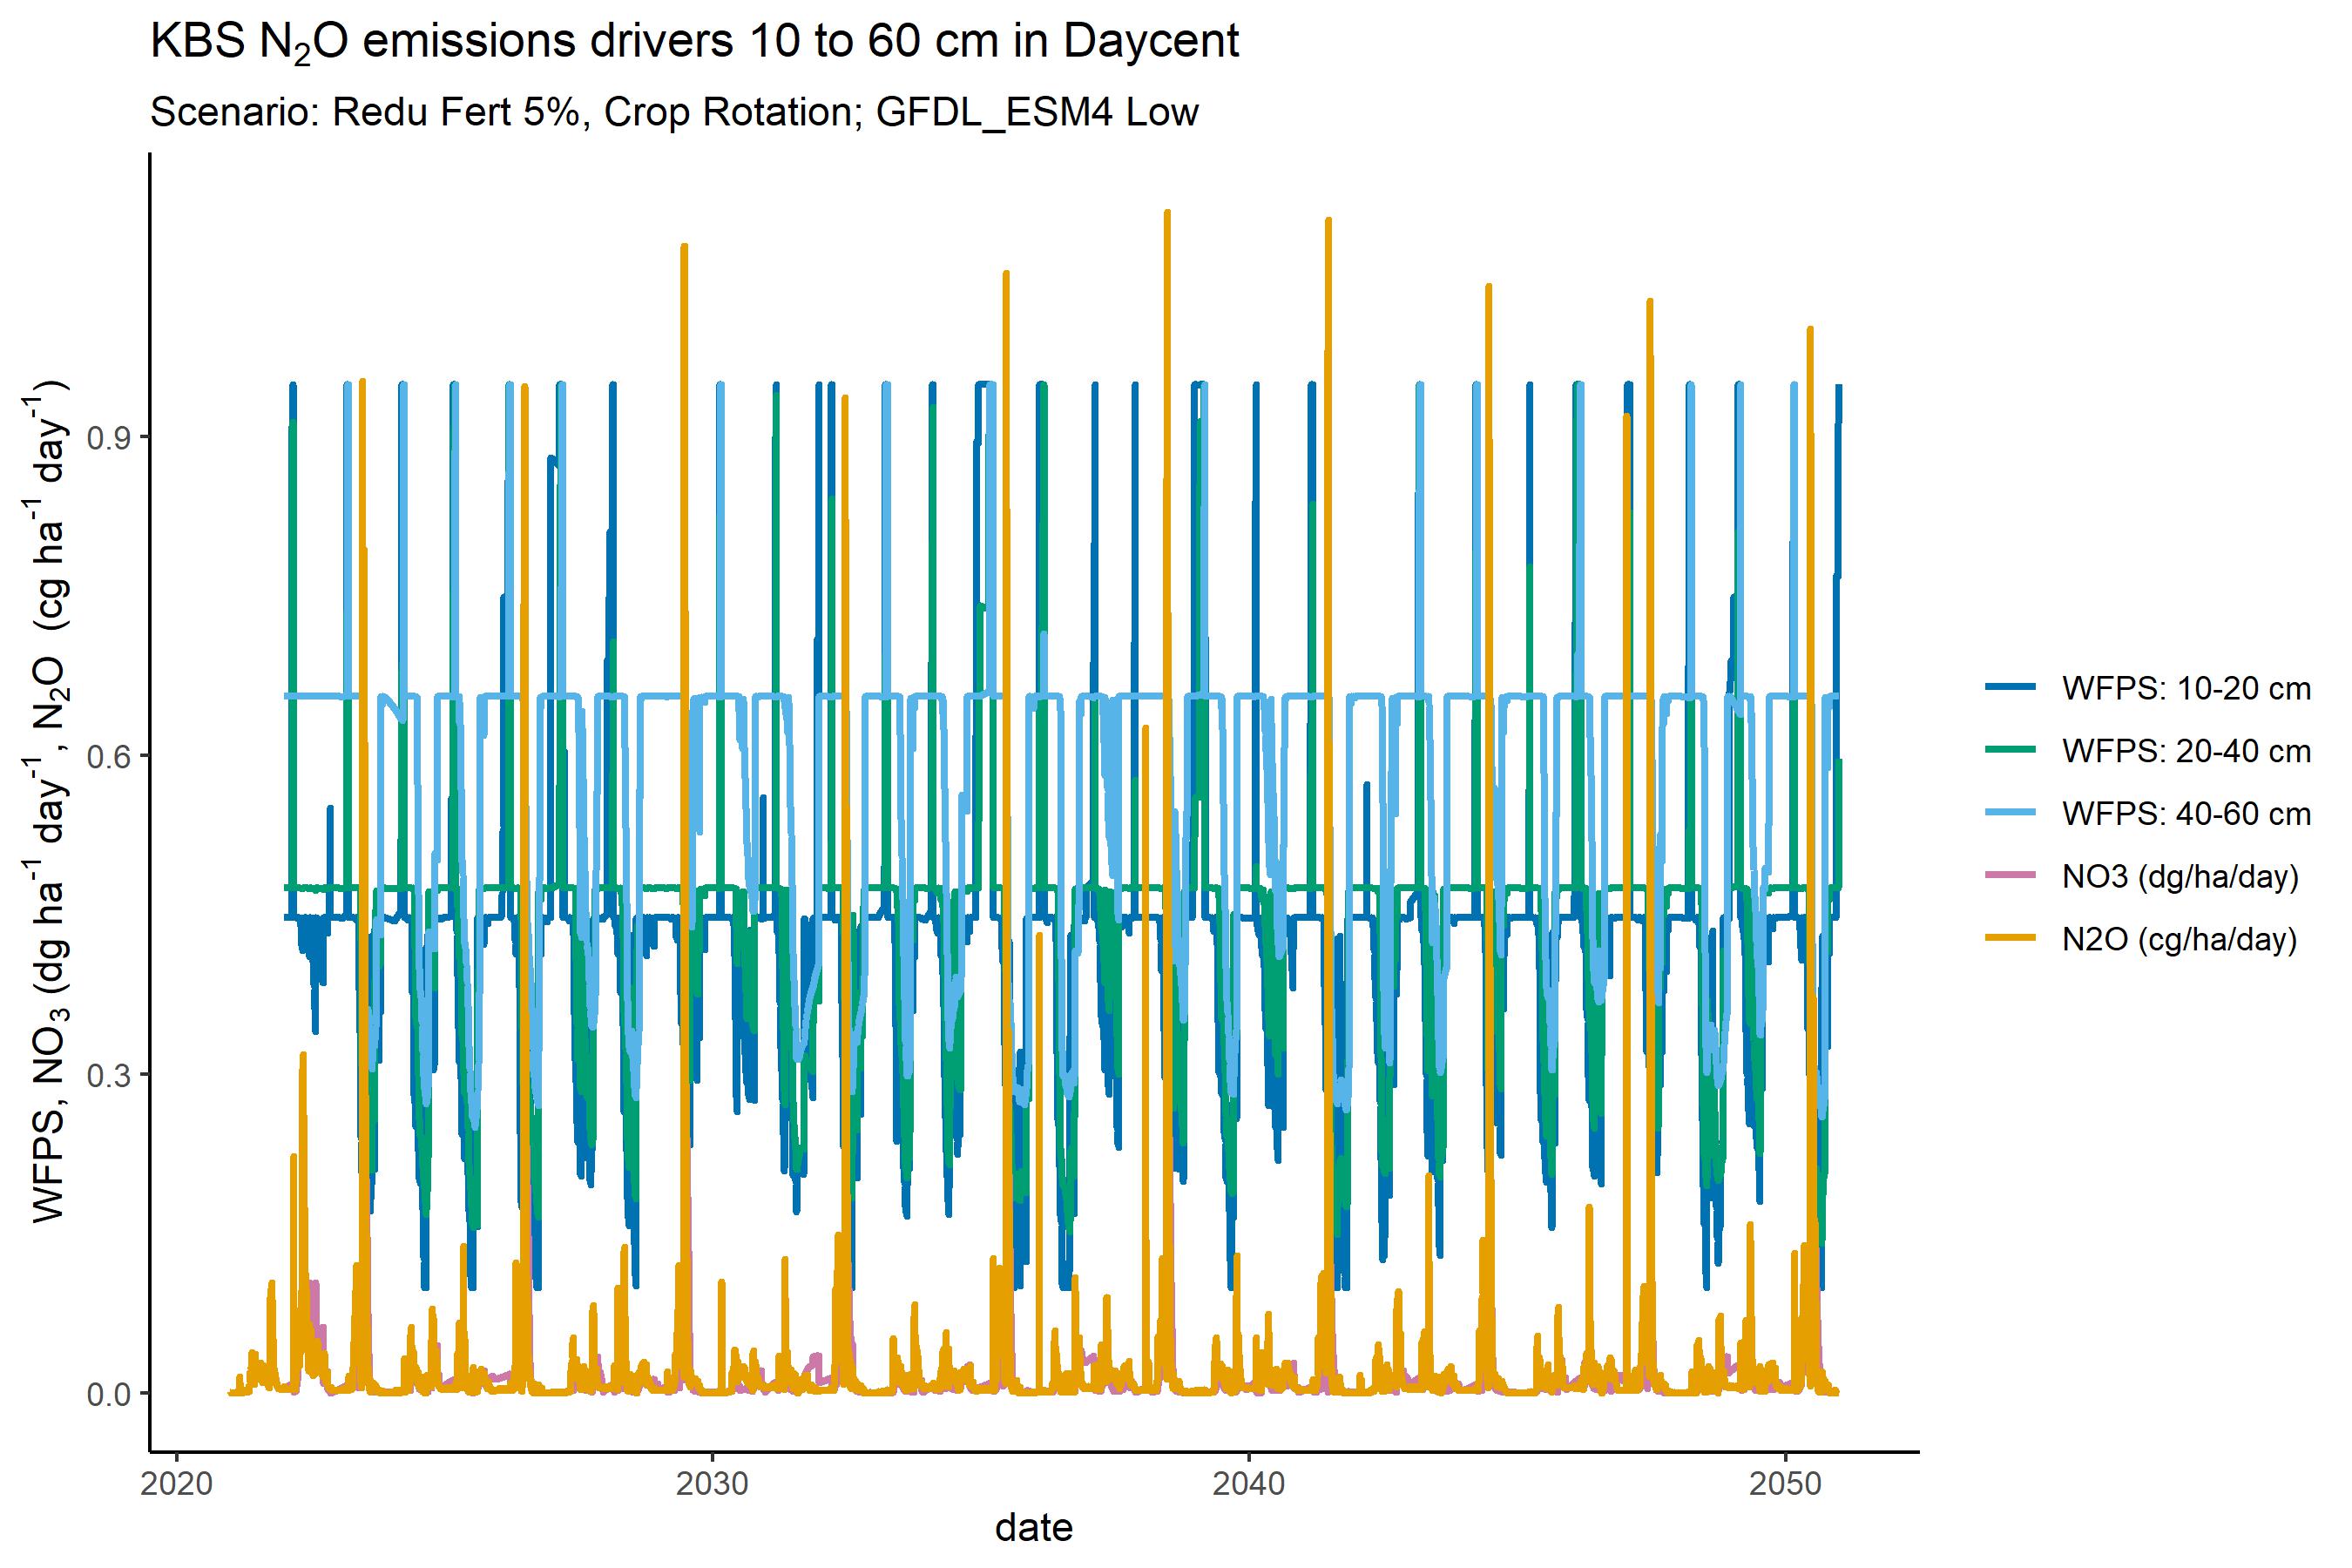 KBS N₂O emissions drivers 10 to 60 cm in Daycent
Scenario: Redu Fert 5%, Crop Rotation; GFDL_ESM4 Low
WFPS, NO₃ (dg ha⁻¹ day⁻¹, N₂O (cg ha⁻¹ day⁻¹)
0.9
0.6
0.3
0.0
2020 2030 2040 2050
date
WFPS: 10-20 cm
WFPS: 20-40 cm
WFPS: 40-60 cm
NO3 (dg/ha/day)
N2O (cg/ha/day)